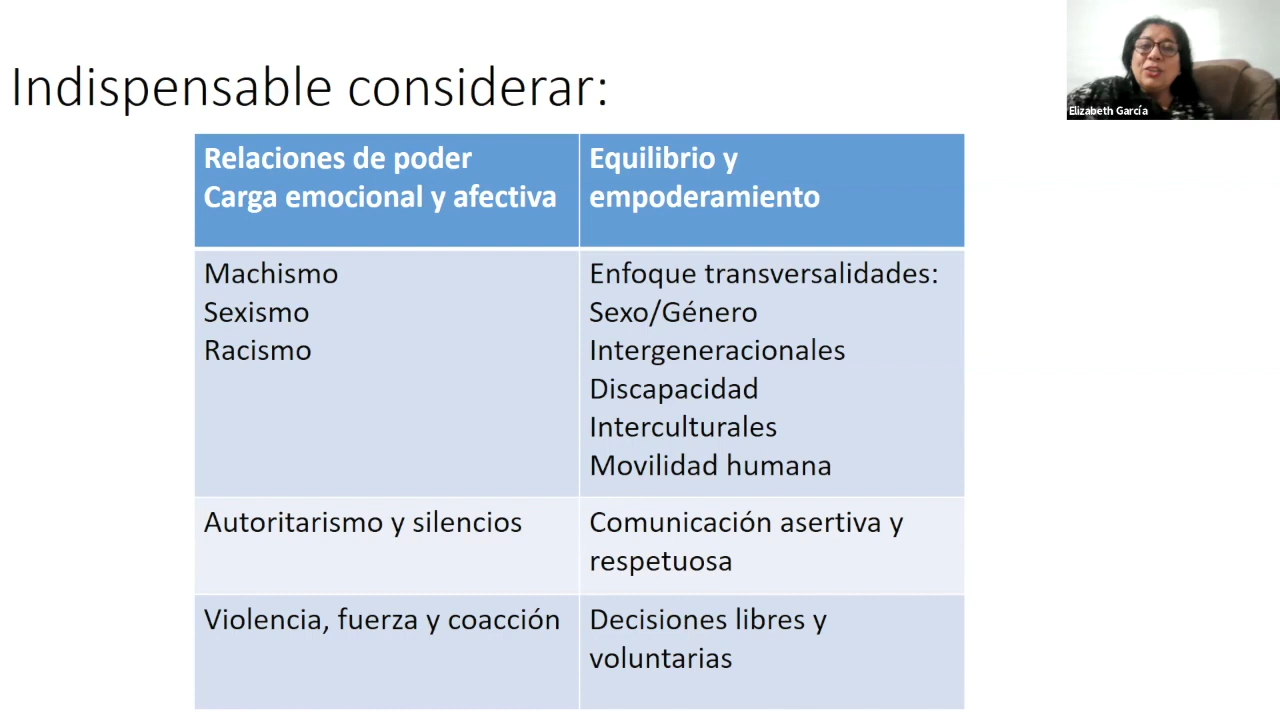 Indispensable considerar:
Elizabeth García
Relaciones de poder
Carga emocional y afectiva
Equilibrio y
empoderamiento
Machismo
Sexismo
Racismo
Enfoque transversalidades:
Sexo/Género
Intergeneracionales
Discapacidad
Interculturales
Movilidad humana
Autoritarismo y silencios
Comunicación asertiva y
respetuosa
Violencia, fuerza y coacción
Decisiones libres y
voluntarias